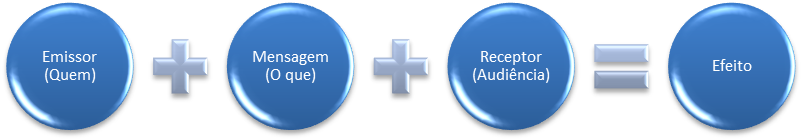 Emissor
(Quem)
Mensagem
(O que)
Receptor
(Audiência)
Efeito